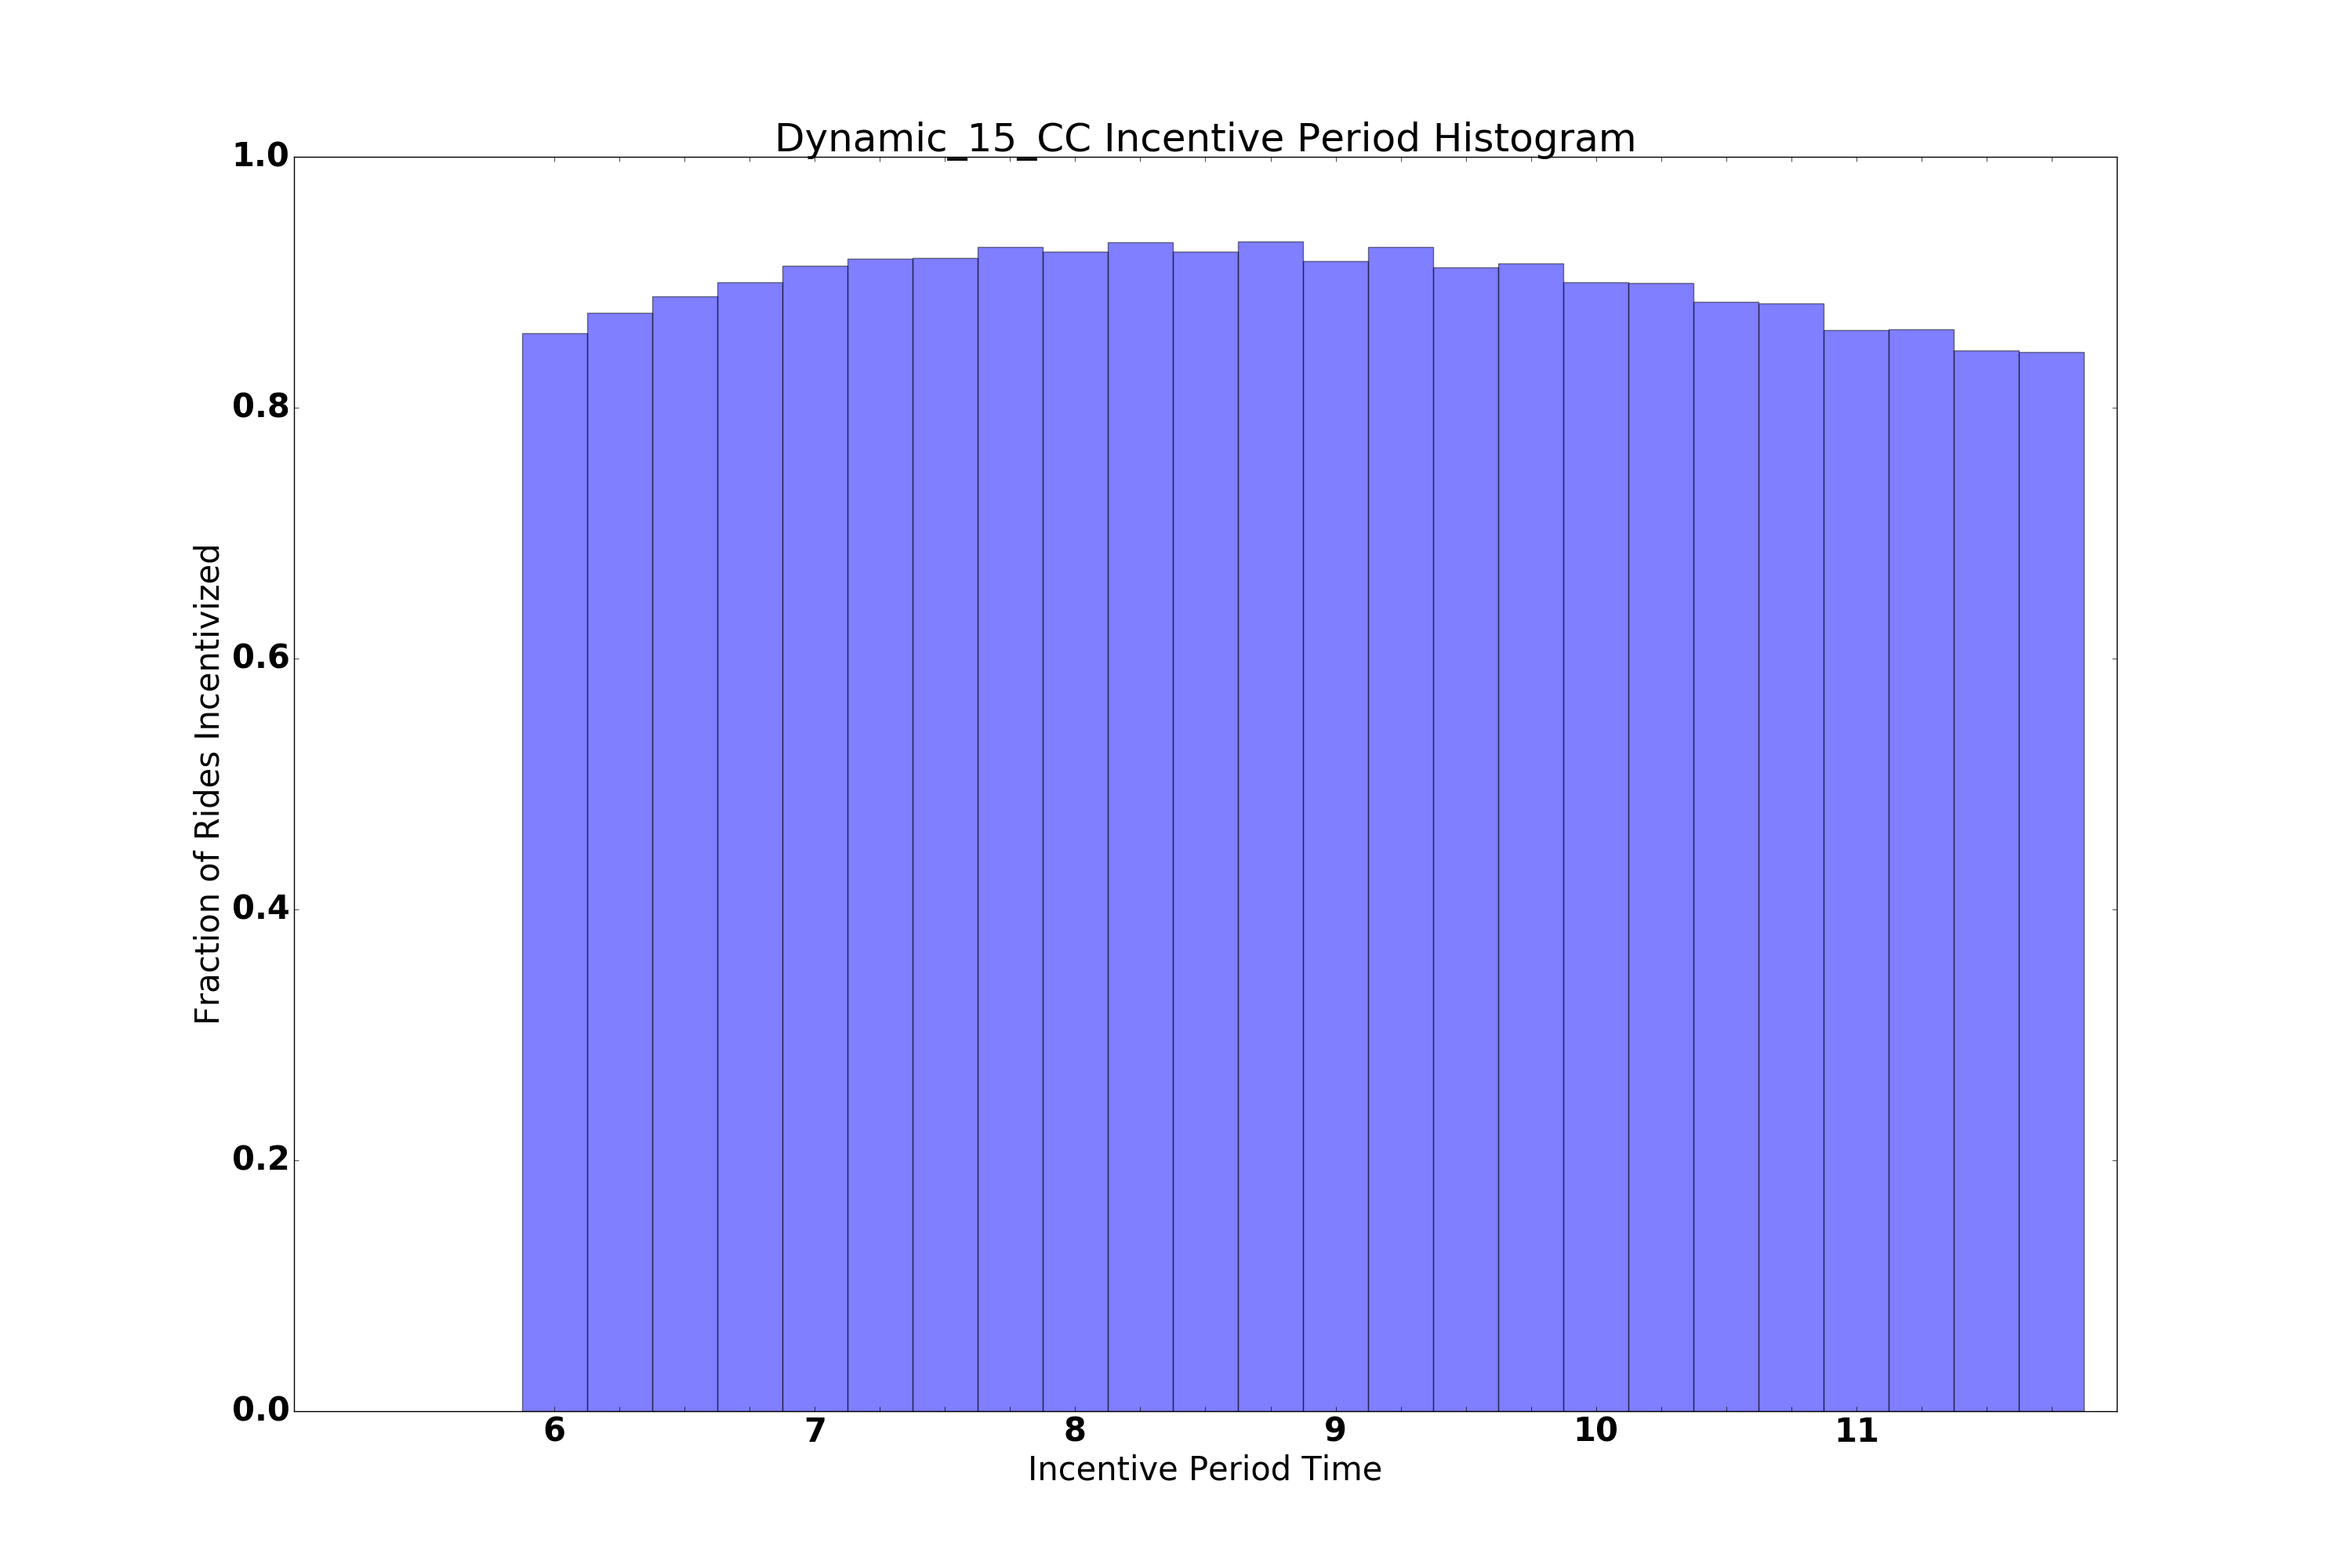 Dynamic_15_CC Incentive Period Histogram
1.0
0.8
0.6
0.4
0.2
0.0
Fraction of Rides Incentivized
6 7 8 9 10 11
Incentive Period Time